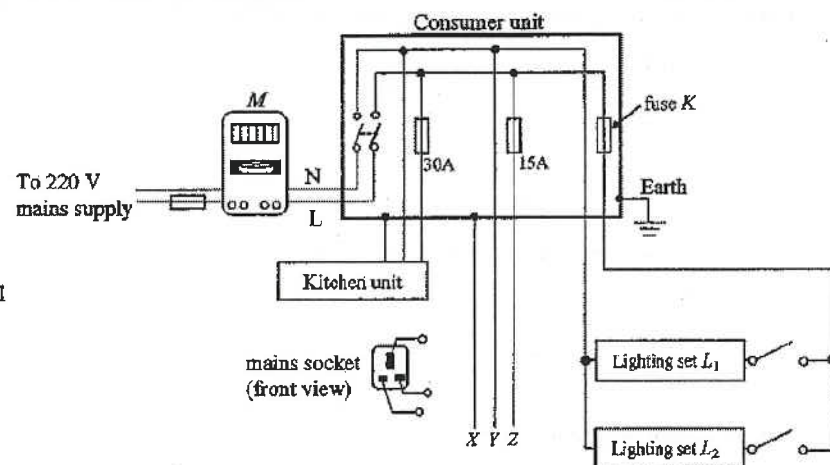 Consumer unit
M
fuse K
30A
15A
N
To 220 V
mains supply
L
Earth
Kitchen unit
1
mains socket
(front view)
Lighting set L₁
X Y Z
Lighting set L₂